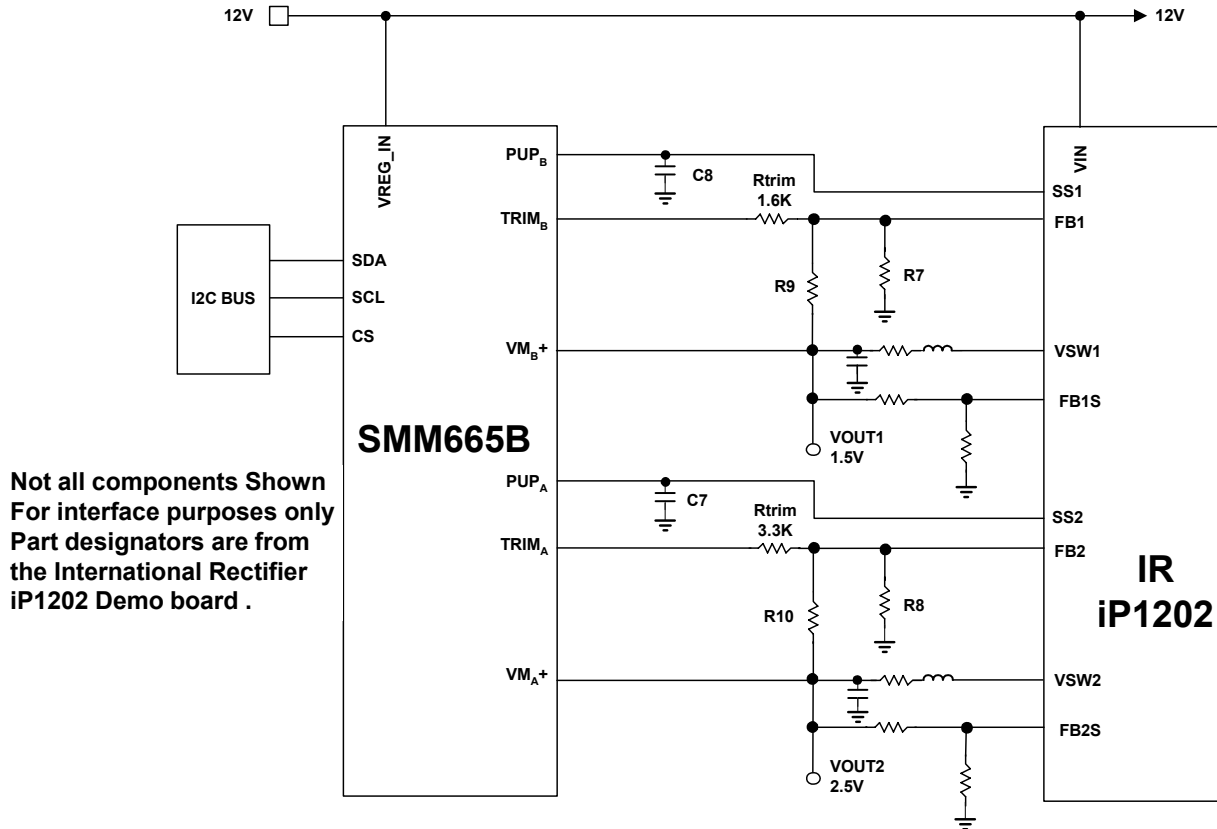 12V
12V
VREG_IN
VIN
PUPB
C8
Rtrim
1.6K
SS1
TRIMB
FB1
R7
SDA
I2C BUS
SCL
R9
CS
VMB+
VSW1
FB1S
SMM665B
VOUT1
1.5V
Not all components Shown
For interface purposes only
Part designators are from
the International Rectifier
iP1202 Demo board .
PUPA
C7
Rtrim
3.3K
SS2
TRIMA
FB2
IR
iP1202
R8
R10
VMA+
VSW2
FB2S
VOUT2
2.5V